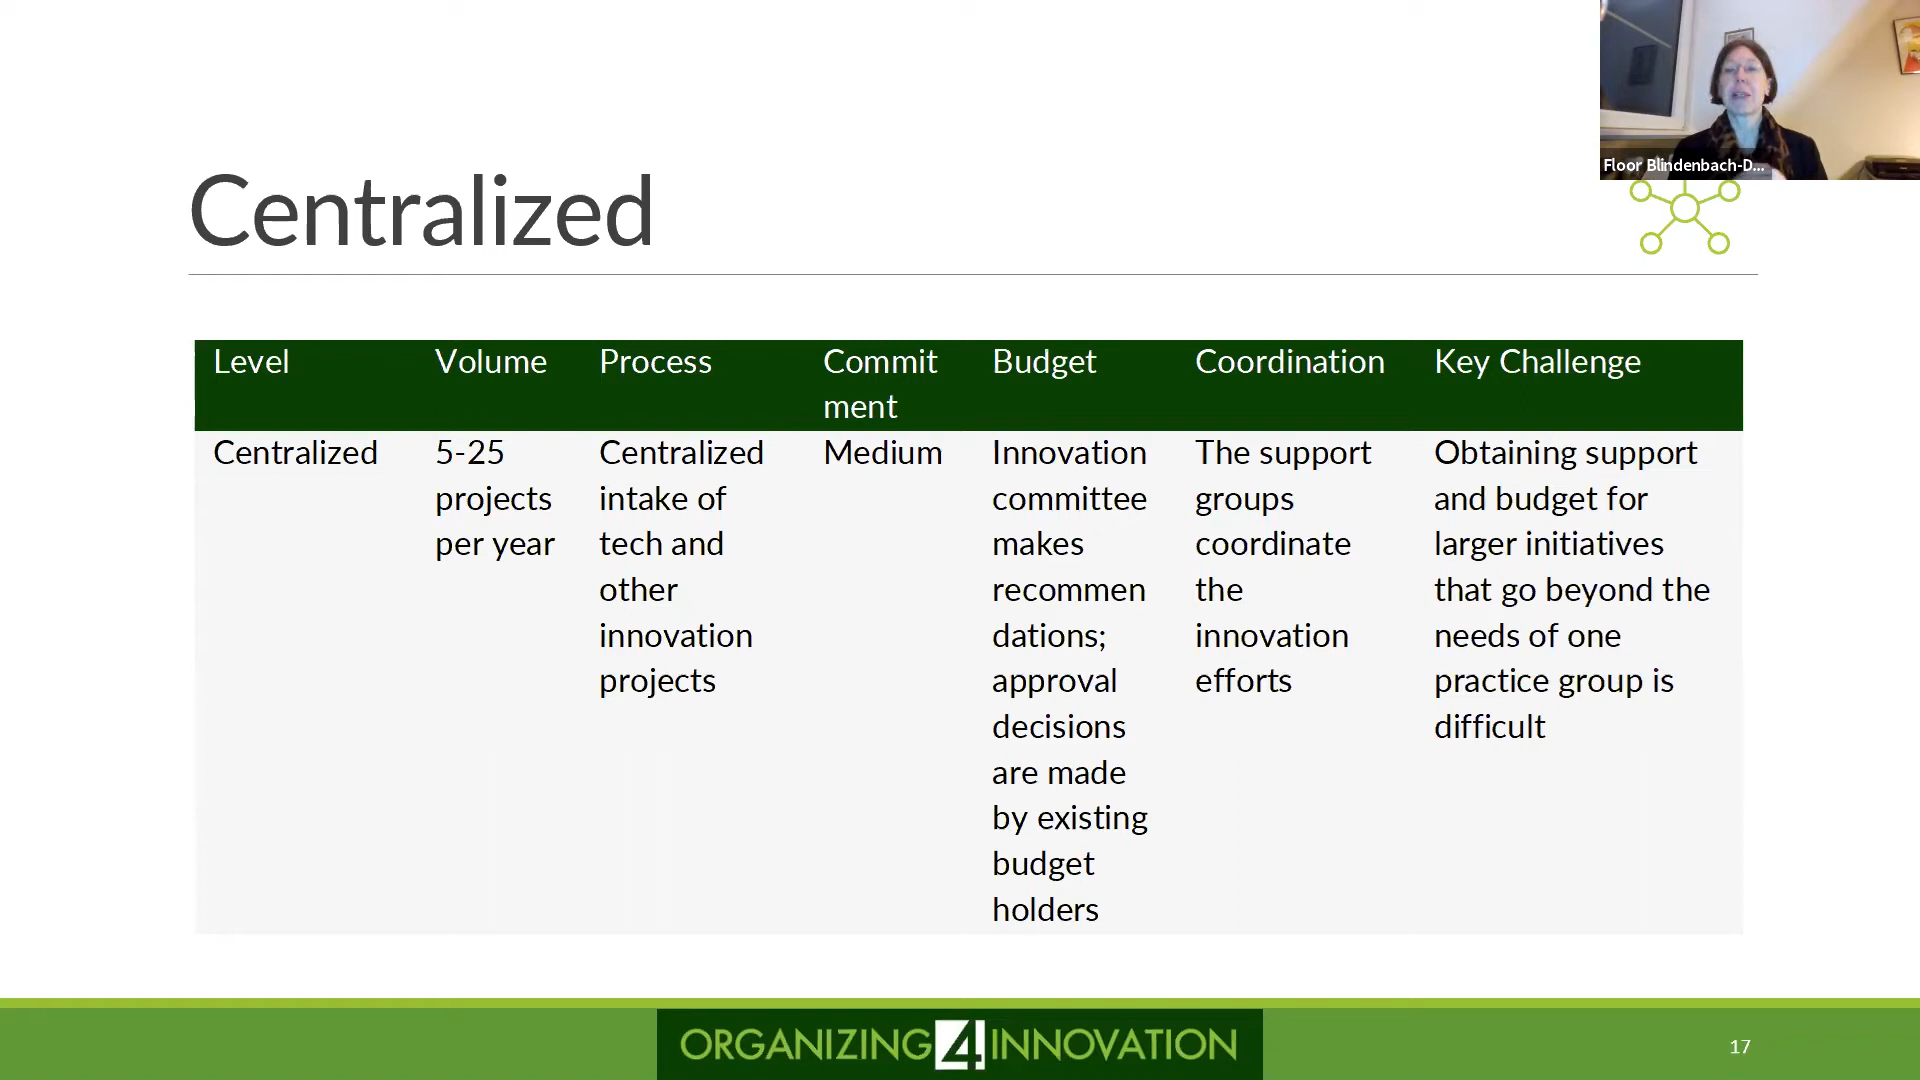 Floor Blindenbach-D...
Centralized
Level
Volume
Process
Commit
ment
Budget
Coordination
Key Challenge
Centralized
5-25
projects
per year
Centralized
intake of
tech and
other
innovation
projects
Medium
Innovation
committee
makes
recommen
dations;
approval
decisions
are made
by existing
budget
holders
The support
groups
coordinate
the
innovation
efforts
Obtaining support
and budget for
larger initiatives
that go beyond the
needs of one
practice group is
difficult
ORGANIZING 4 INNOVATION
17